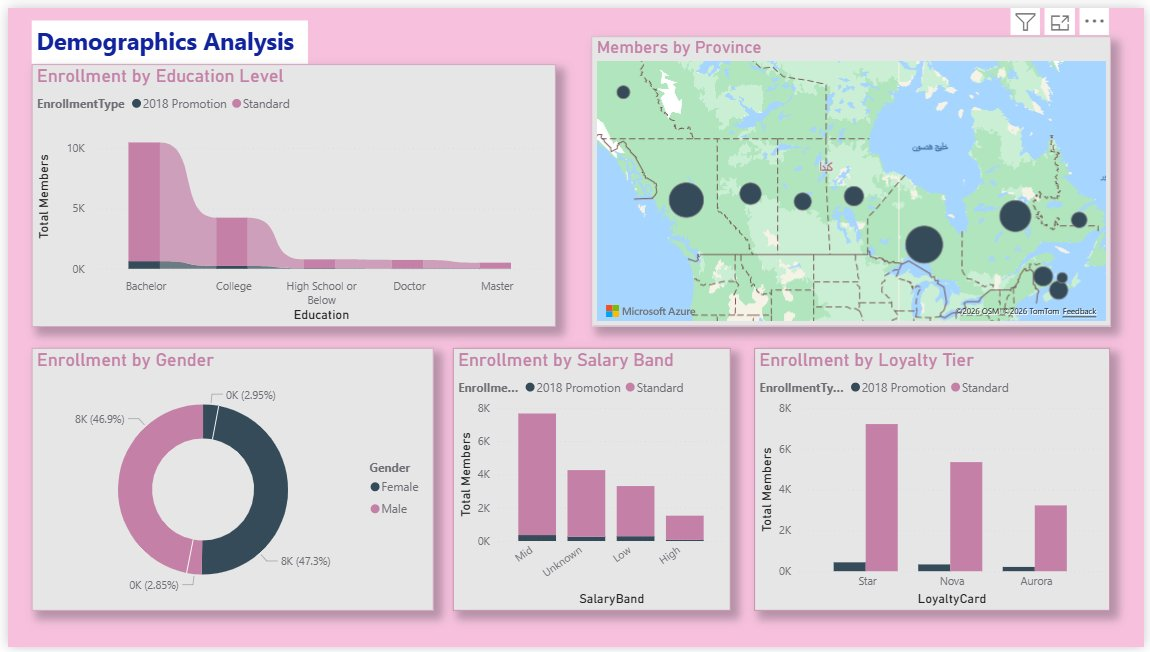 Demographics Analysis
Enrollment by Education Level
EnrollmentType 2018 Promotion Standard
Total Members
10K
5K
0K
Bachelor College High School or Below Doctor Master
Education
Members by Province
خليج هدسون
كندا
Microsoft Azure
©2026 OSM ©2026 TomTom Feedback
Enrollment by Gender
0K (2.95%)
8K (46.9%)
8K (47.3%)
0K (2.85%)
Gender
Female
Male
Enrollment by Salary Band
Enrollme... 2018 Promotion Standard
Total Members
8K
6K
4K
2K
0K
Mid Unknown Low High
SalaryBand
Enrollment by Loyalty Tier
EnrollmentTy... 2018 Promotion Standard
Total Members
8K
6K
4K
2K
0K
Star Nova Aurora
LoyaltyCard